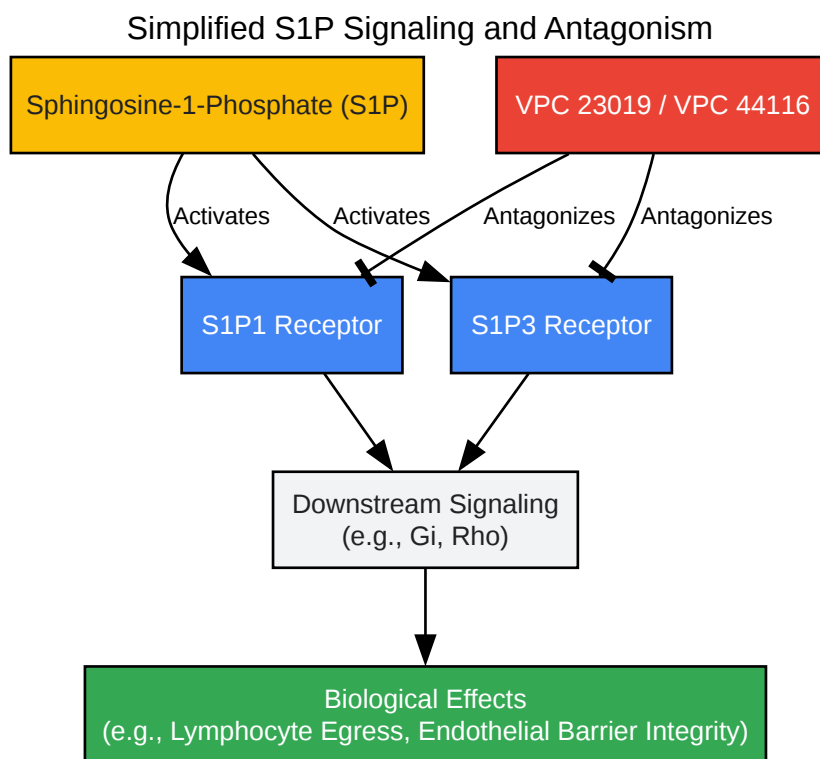 Simplified S1P Signaling and Antagonism
Sphingosine-1-Phosphate (S1P)
VPC 23019 / VPC 44116
Activates
Activates
Antagonizes
Antagonizes
S1P1 Receptor
S1P3 Receptor
Downstream Signaling
(e.g., Gi, Rho)
Biological Effects
(e.g., Lymphocyte Egress, Endothelial Barrier Integrity)